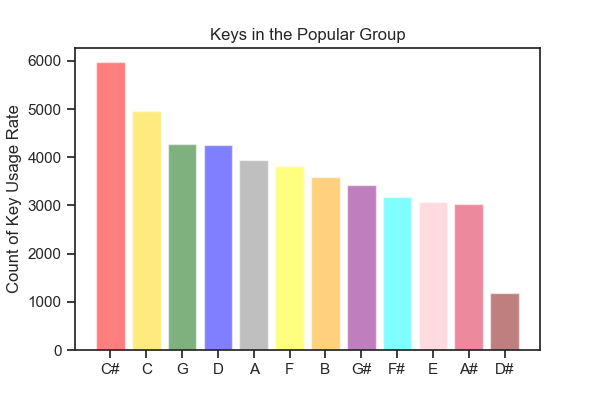 Keys in the Popular Group
Count of Key Usage Rate
6000
5000
4000
3000
2000
1000
0
C# C G D A F B G# F# E A# D#